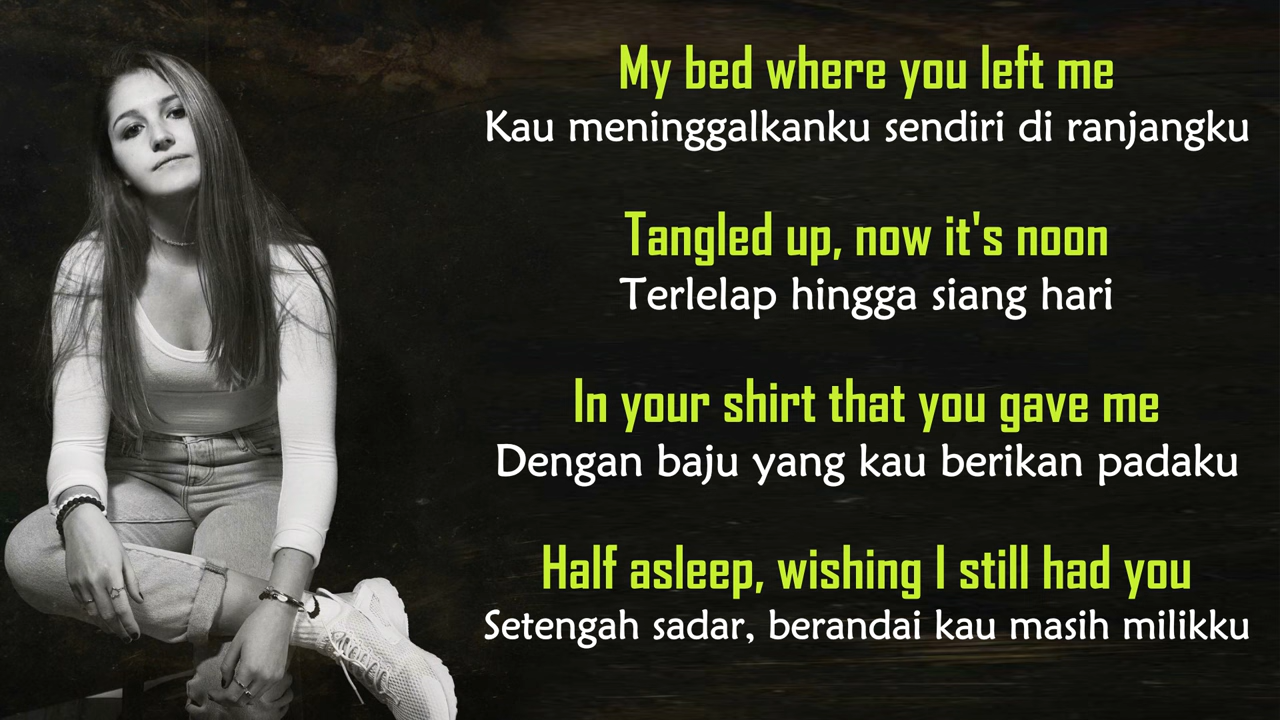 My bed where you left me
Kau meninggalkanku sendiri di ranjangku
Tangled up, now it's noon
Terlelap hingga siang hari
In your shirt that you gave me
Dengan baju yang kau berikan padaku
Half asleep, wishing I still had you
Setengah sadar, berandai kau masih milikku